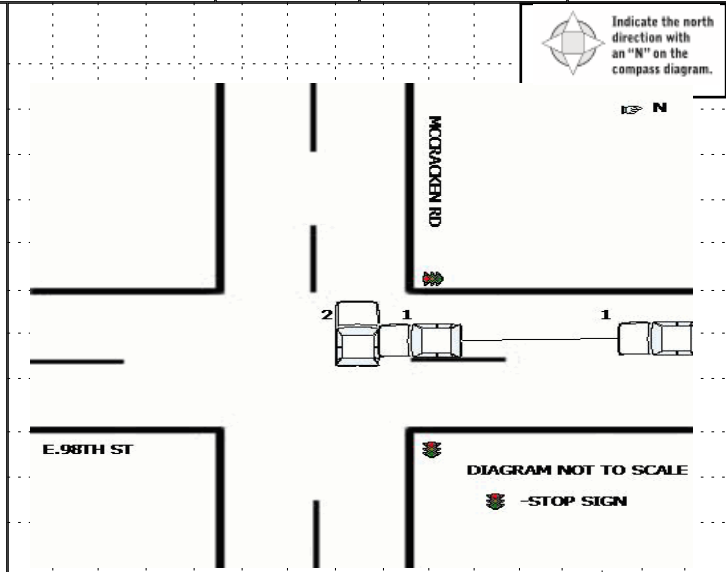 Indicate the north
direction with
an “N” on the
compass diagram.
N
MCCRACKEN RD
2
1
1
E.98TH ST
DIAGRAM NOT TO SCALE
-STOP SIGN